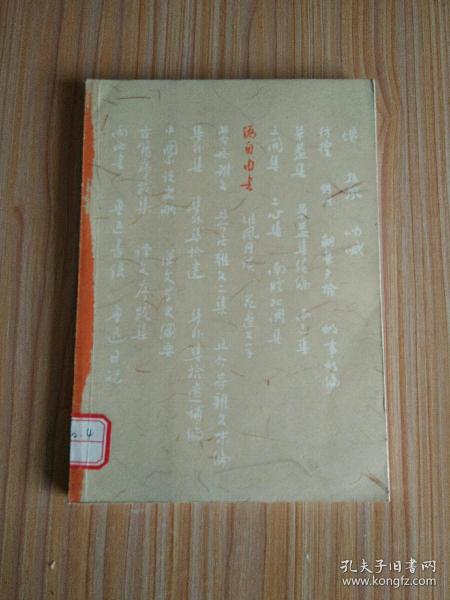 坟 热风 呐喊
彷徨 野草 朝花夕拾 故事新编
华盖集 华盖集续编 而已集
三闲集 二心集 南腔北调集
伪自由书 准风月谈 花边文学
且介亭杂文 且介亭杂文二集 且介亭杂文末编
集外集 集外集拾遗 集外集拾遗补编
中国小说史略 汉文学史纲要
古籍序跋集 译文序跋集
两地书 鲁迅书信 鲁迅日记
孔夫子旧书网
www.kongfz.com